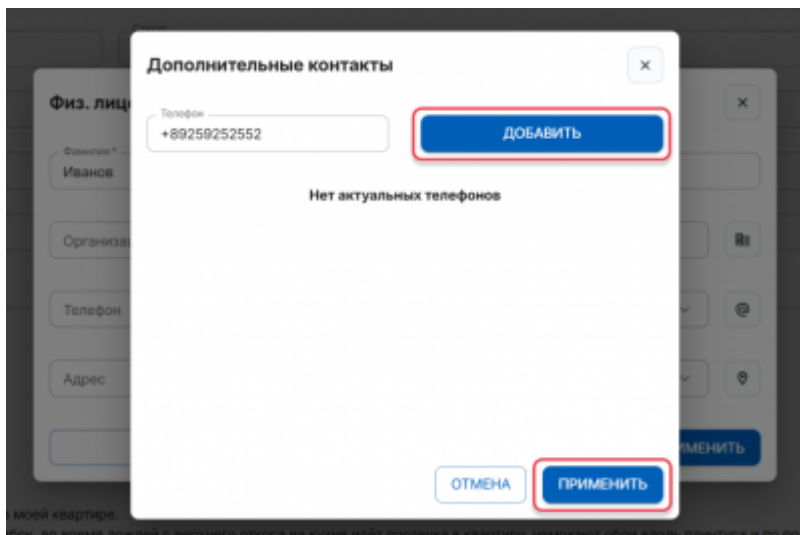 Дополнительные контакты
Физ. лиц
Телефон
+89259252552
ДОБАВИТЬ
Фамилия*
Иванов
Нет актуальных телефонов
Организа
Телефон
Адрес
ОТМЕНА
ПРИМЕНИТЬ
МЕНИТЬ
моей квартире.